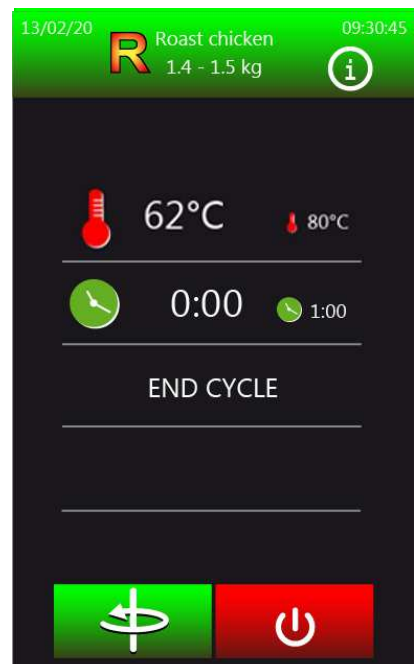 13/02/20
09:30:45
R
Roast chicken
1.4 - 1.5 kg
i
62°C
80°C
0:00
1:00
END CYCLE